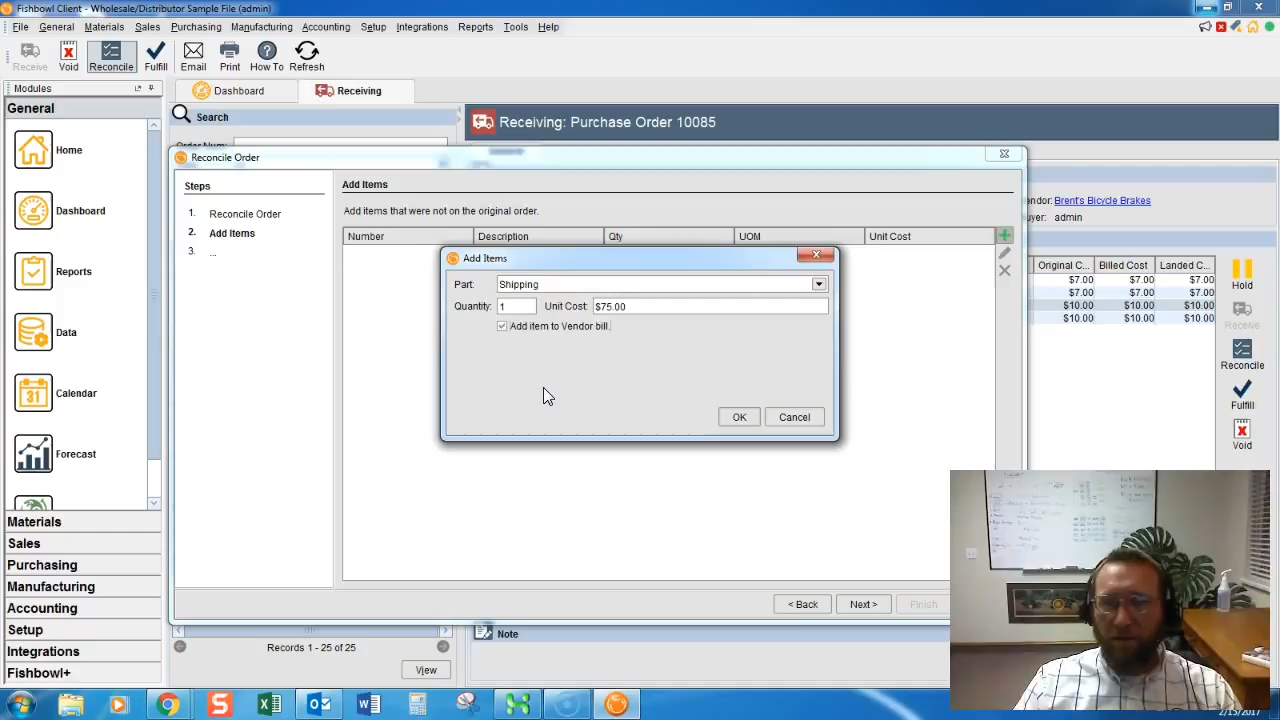 Fishbowl Client - Wholesale/Distributor Sample File (admin)
File General Materials Sales Purchasing Manufacturing Accounting Setup Integrations Reports Tools Help
Receive Void Reconcile Fulfill Email Print How To Refresh
Modules
General
Home
Dashboard
Reports
Data
31
Calendar
Forecast
Materials
Sales
Purchasing
Manufacturing
Accounting
Setup
Integrations
Fishbowl+
Dashboard Receiving
Search
Receiving: Purchase Order 10085
Reconcile Order
Steps
1. Reconcile Order
2. Add Items
3. ...
Add Items
Add items that were not on the original order.
Number Description Qty UOM Unit Cost
Add Items
Part: Shipping
Quantity: 1 Unit Cost: $75.00
Add item to Vendor bill.
OK Cancel
< Back Next > Finish
Brent's Bicycle Brakes
admin
Original C... Billed Cost Landed C...
$7.00 $7.00 $7.00
$7.00 $7.00 $7.00
$10.00 $10.00 $10.00
$10.00 $10.00 $10.00
Hold
Receive
Reconcile
Fulfill
Void
Records 1 - 25 of 25
View
Note
2/15/2017